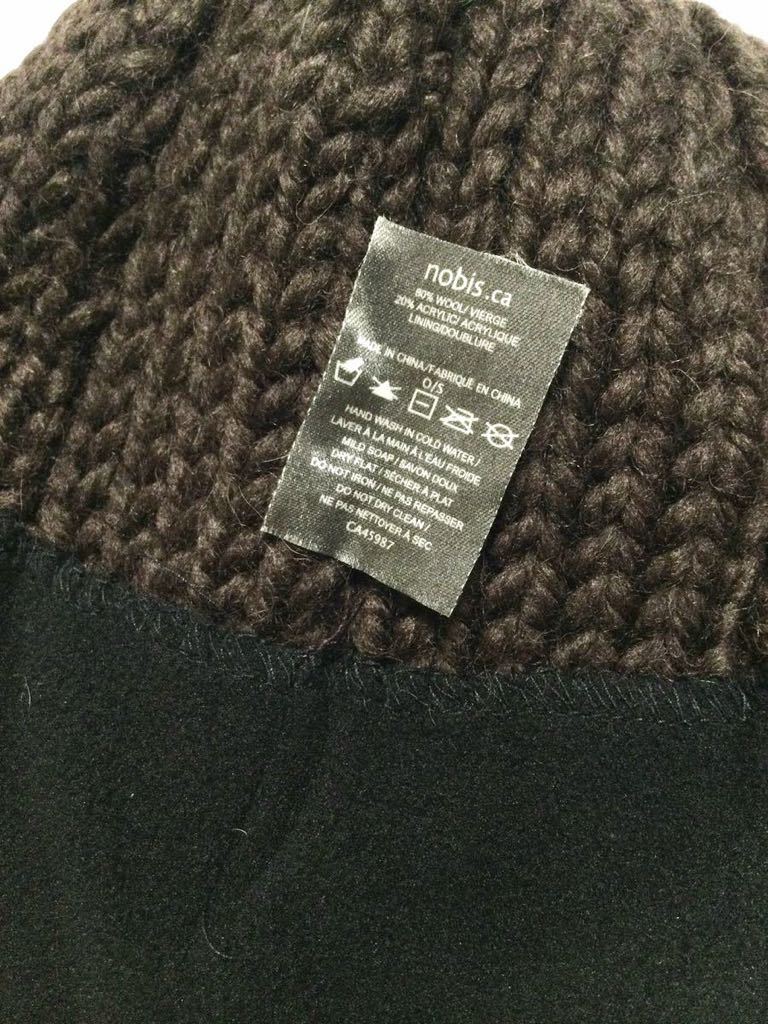 nobis.ca
80% WOOL/ VIERGE
20% ACRYLIC/ ACRYLIQUE
LINING/DOUBLURE
MADE IN CHINA/FABRIQUÉ EN CHINA
O/S
HAND WASH IN COLD WATER /
LAVER À LA MAIN À L'EAU FROIDE
MILD SOAP / SAVON DOUX
DRY FLAT / SÉCHER À PLAT
DO NOT IRON / NE PAS REPASSER
DO NOT DRY CLEAN /
NE PAS NETTOYER À SEC
CA45987